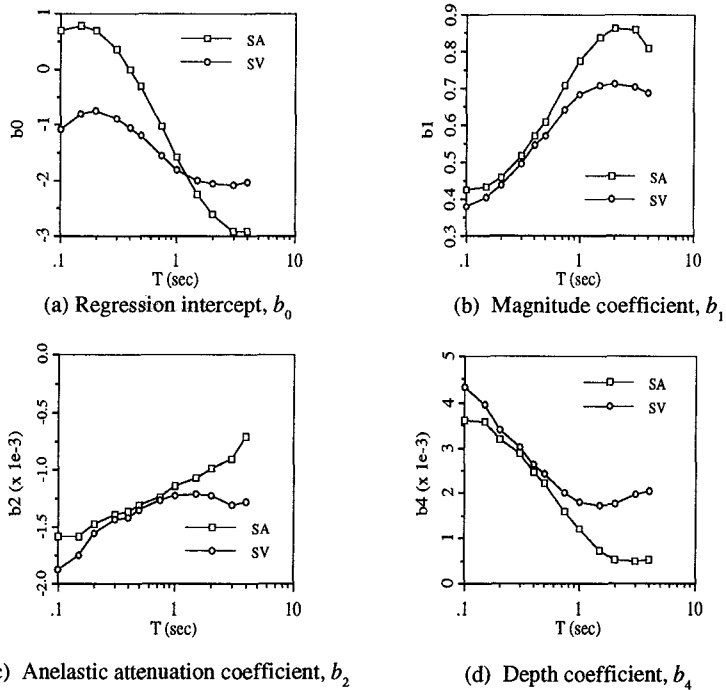 1
0
-1
-2
-3
b0
SA
SV
.1
1
10
T (sec)
(a) Regression intercept, b0
0.9
0.8
0.7
0.6
0.5
0.4
0.3
b1
SA
SV
.1
1
10
T (sec)
(b) Magnitude coefficient, b1
0.0
-0.5
-1.0
-1.5
-2.0
b2 (x 1e-3)
SA
SV
.1
1
10
T (sec)
c) Anelastic attenuation coefficient, b2
5
4
3
2
1
0
b4 (x 1e-3)
SA
SV
.1
1
10
T (sec)
(d) Depth coefficient, b4